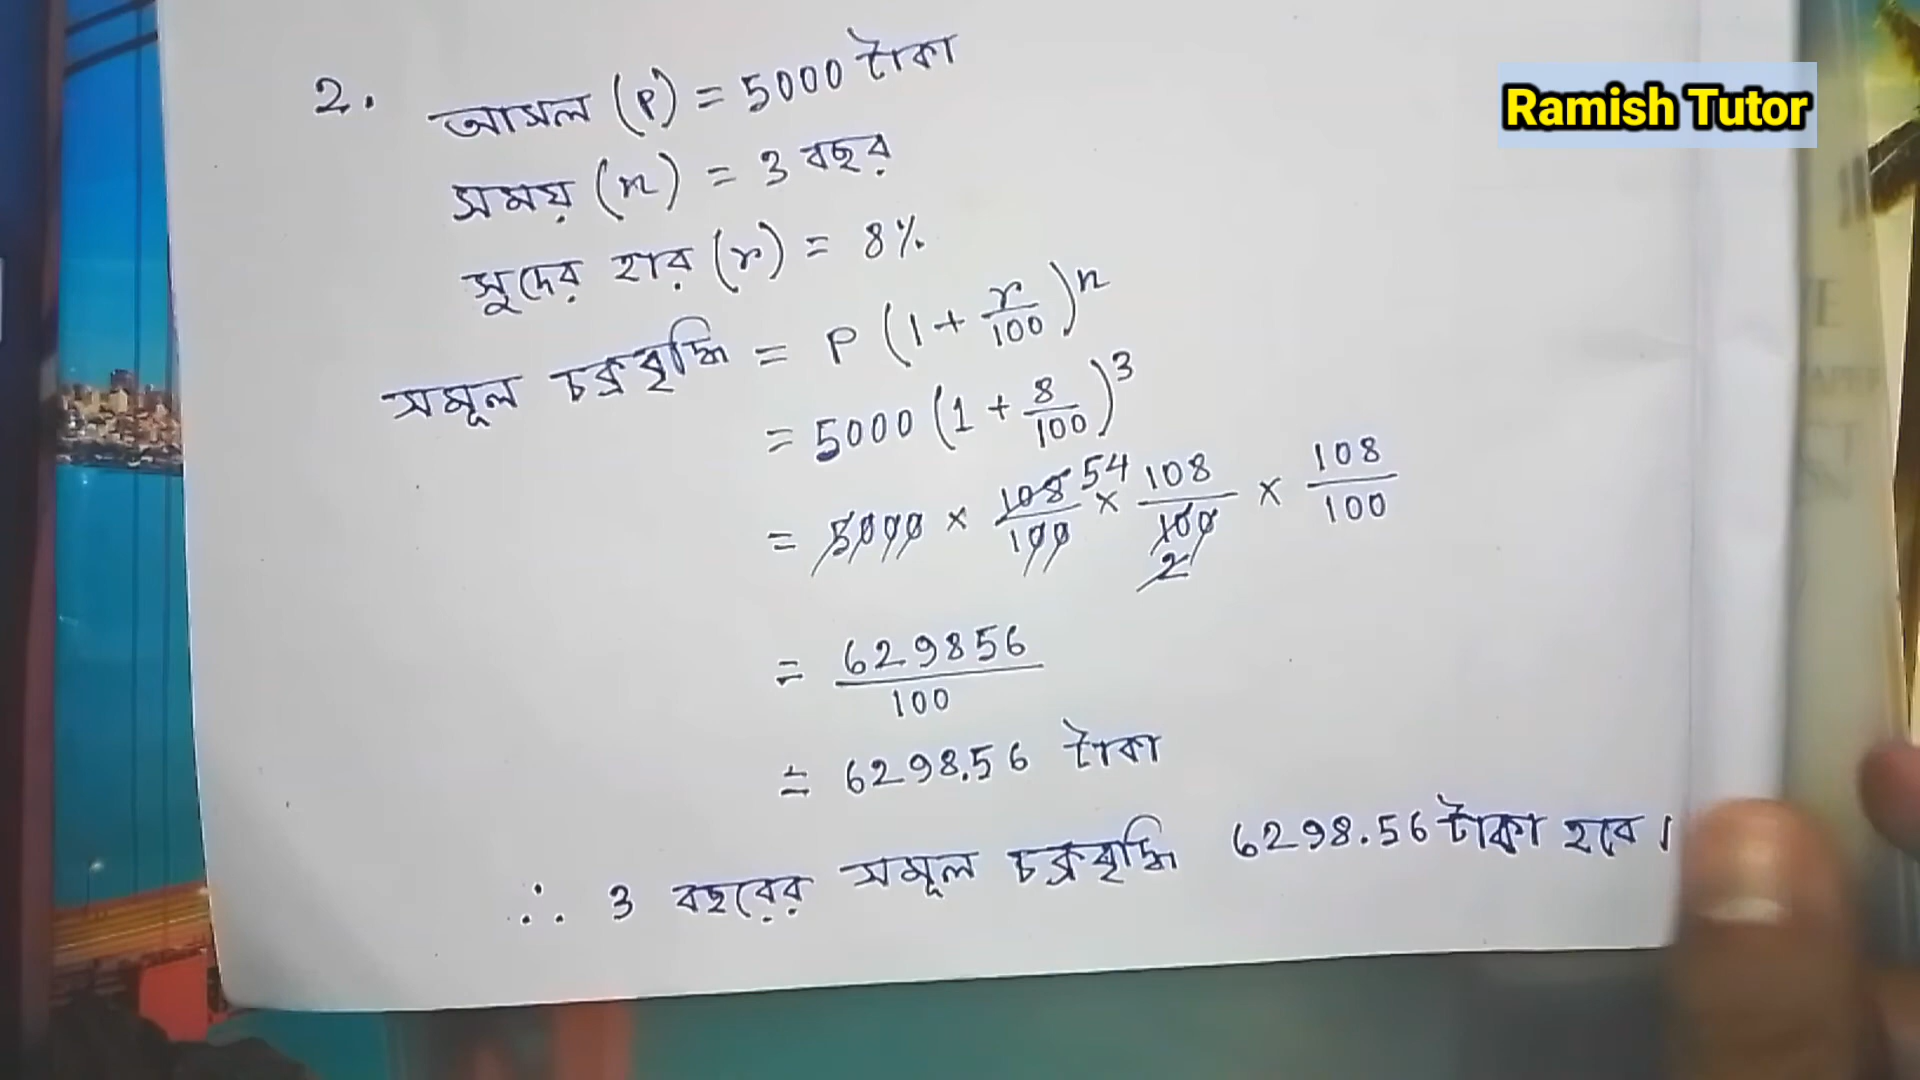 Ramish Tutor
2. আসল (P) = 5000 টাকা
সময় (n) = 3 বছর
সুদের হার (r) = 8%
সমূল চক্রবৃদ্ধি = P (1 + r/100)^n
= 5000 (1 + 8/100)^3
= 5000 × 108/100 54 × 108/100 2 × 108/100
= 629856/100
= 6298.56 টাকা
∴ 3 বছরের সমূল চক্রবৃদ্ধি 6298.56 টাকা হবে।